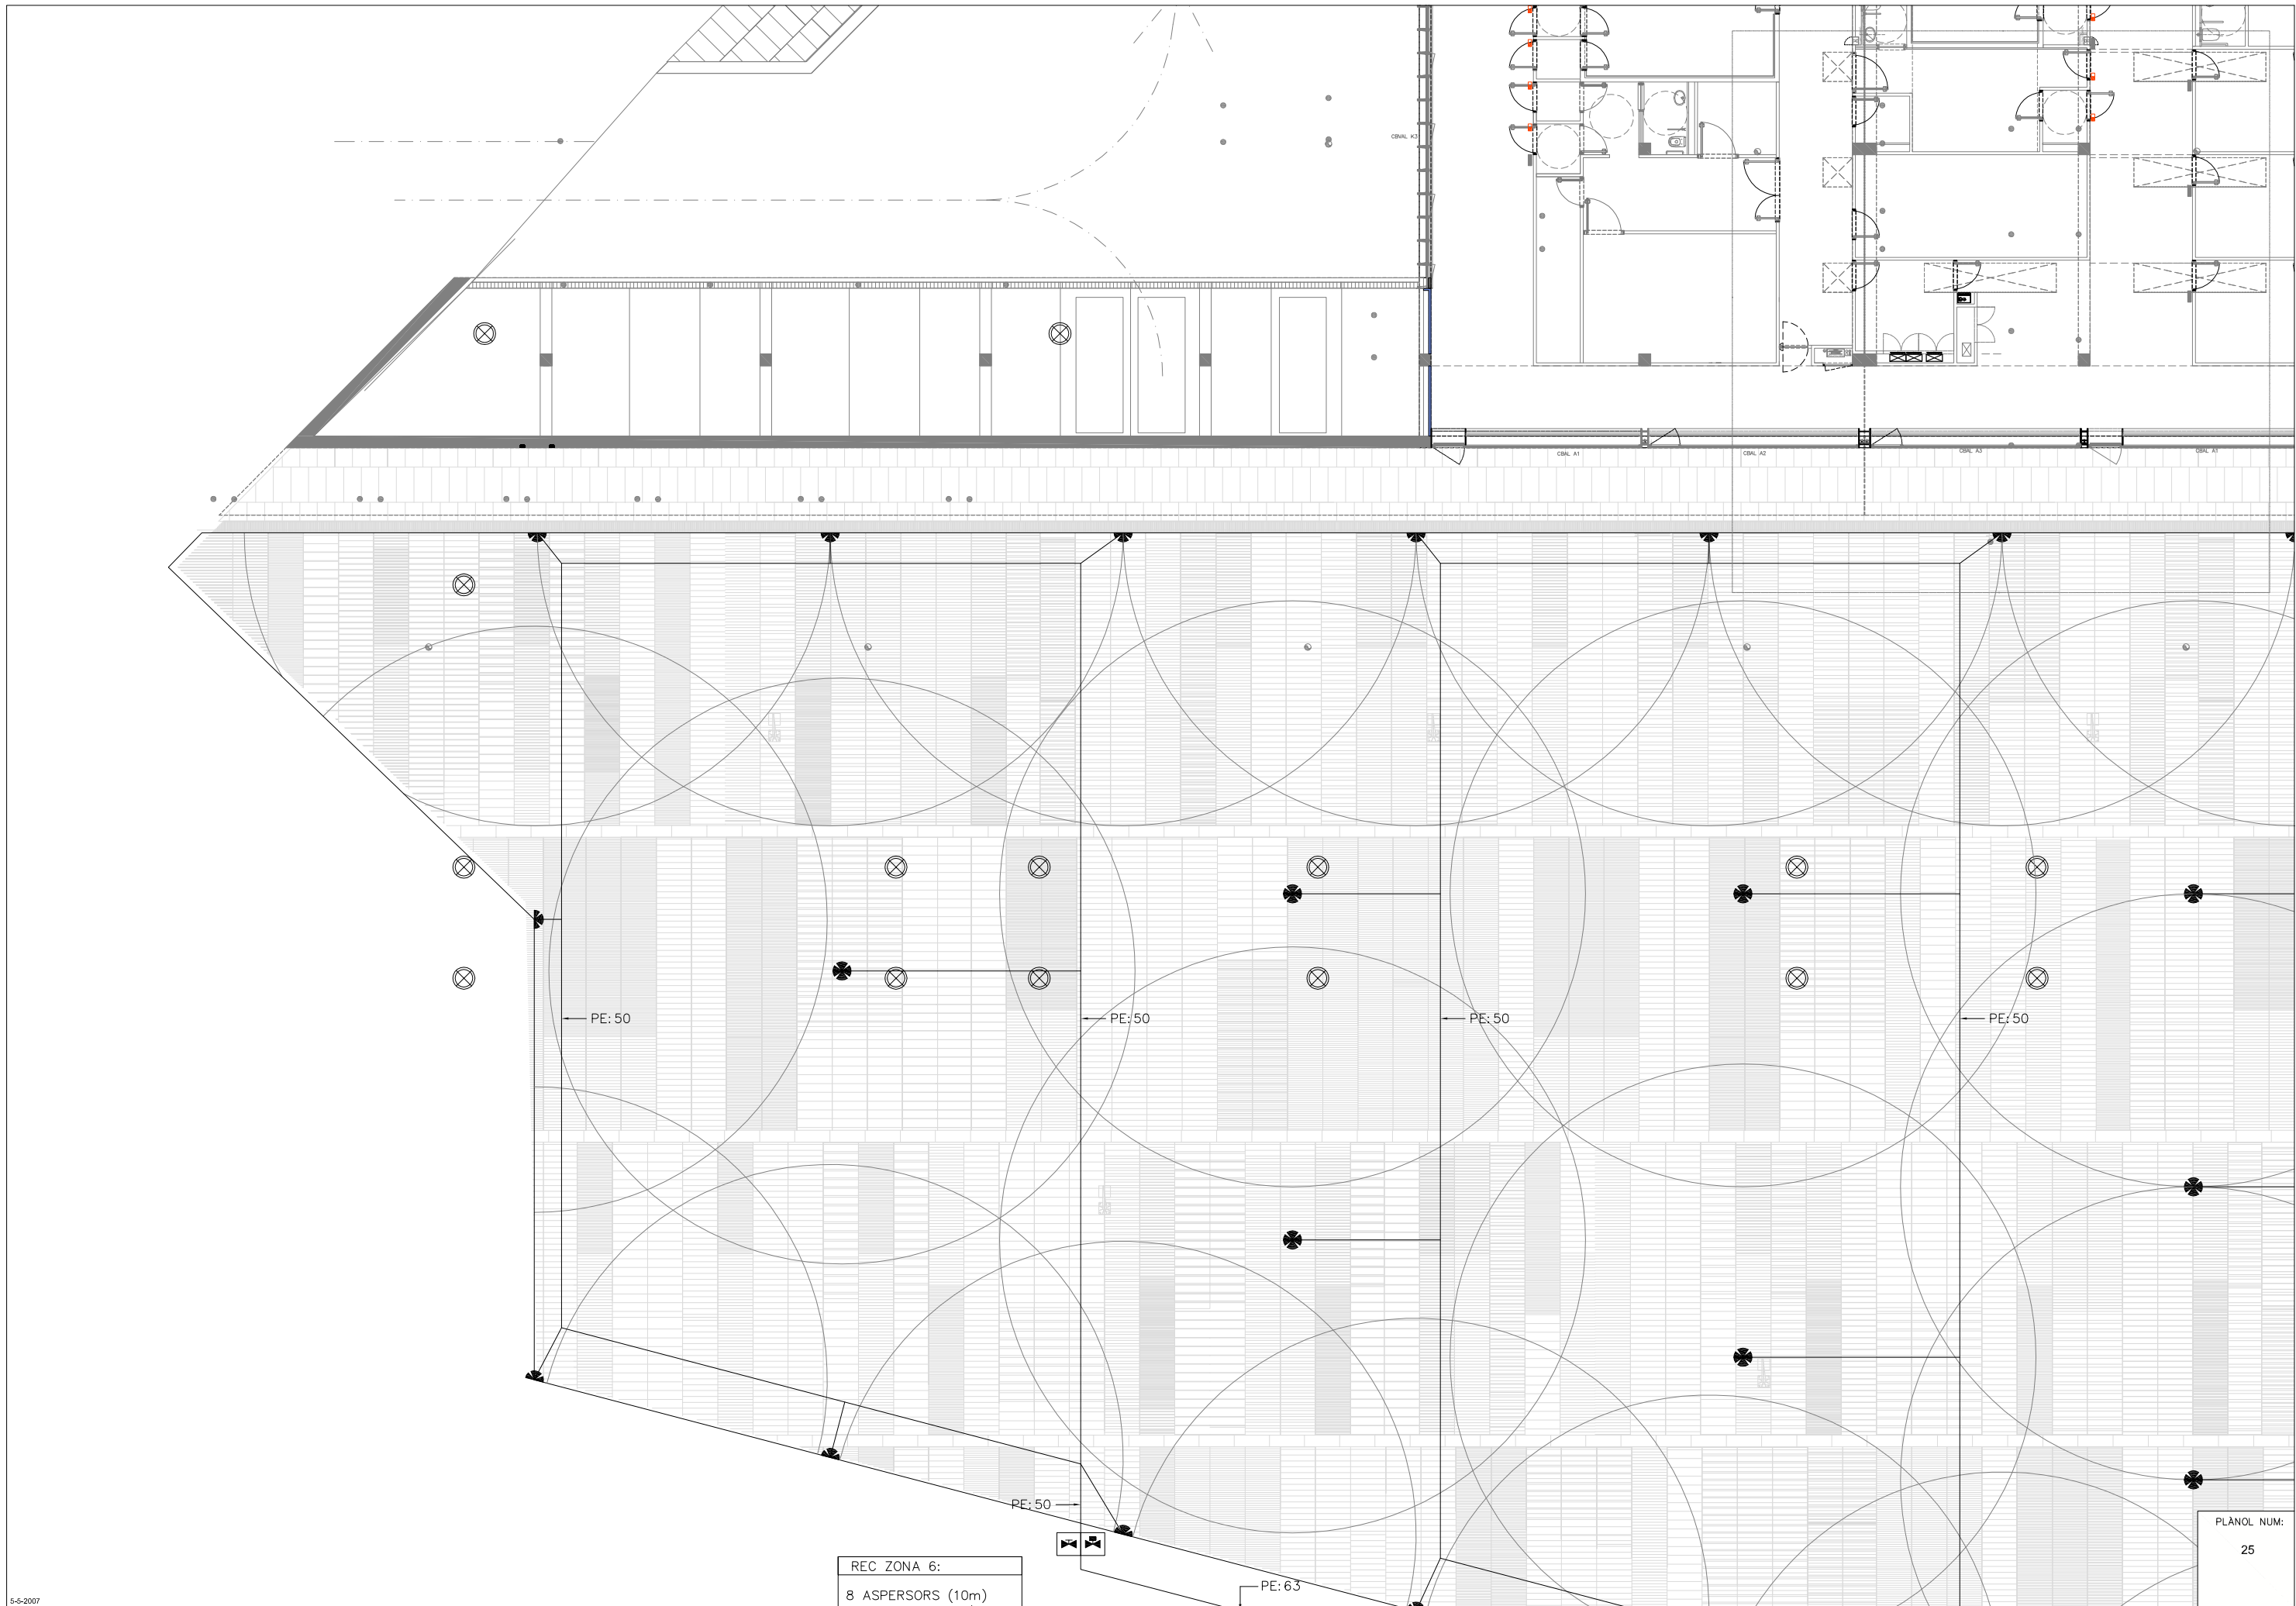 CBNAL K3
CBAL A1
CBAL A2
CBAL A3
CBAL A1
PE:50
PE:50
PE:50
PE:50
PE:50
PE:63
REC ZONA 6:
8 ASPERSORS (10m)
PLÀNOL NUM:
25
5-5-2007